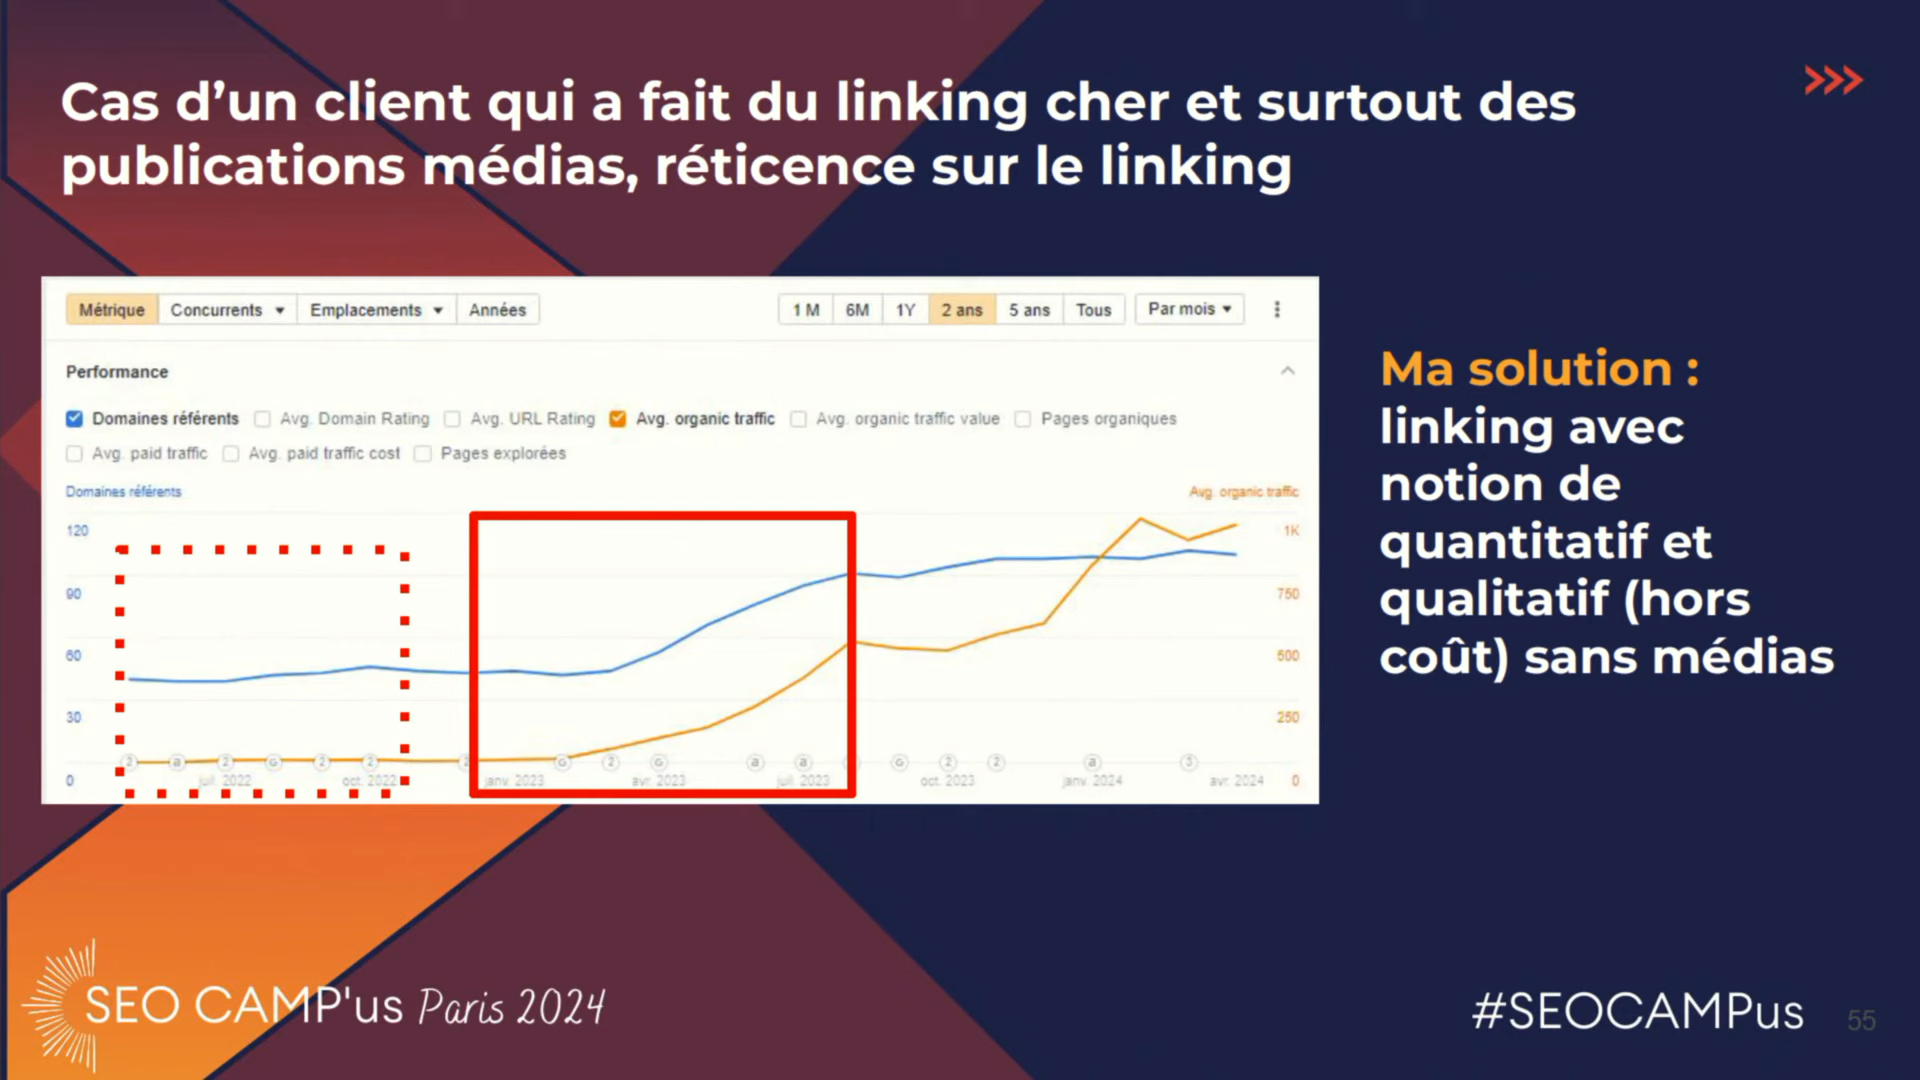 Cas d’un client qui a fait du linking cher et surtout des
publications médias, réticence sur le linking
Métrique Concurrents Emplacements Années
1 M 6M 1Y 2 ans 5 ans Tous Par mois
Performance
Domaines référents Avg. Domain Rating Avg. URL Rating Avg. organic traffic Avg. organic traffic value Pages organiques
Avg. paid traffic Avg. paid traffic cost Pages explorées
Domaines référents Avg. organic traffic
120 1K
90 750
60 500
30 250
0 juil. 2022 oct. 2022 janv. 2023 avr. 2023 juil. 2023 oct. 2023 janv. 2024 avr. 2024 0
Ma solution :
linking avec
notion de
quantitatif et
qualitatif (hors
coût) sans médias
SEO CAMP'us Paris 2024
#SEOCAMPus
55